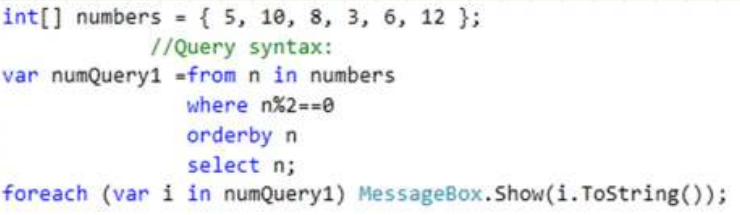 int[] numbers = { 5, 10, 8, 3, 6, 12 };
//Query syntax:
var numQuery1 =from n in numbers
where n%2==0
orderby n
select n;
foreach (var i in numQuery1) MessageBox.Show(i.ToString());